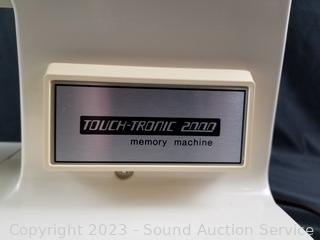 TOUCH-TRONIC 2000
memory machine
Copyright 2023 - Sound Auction Service